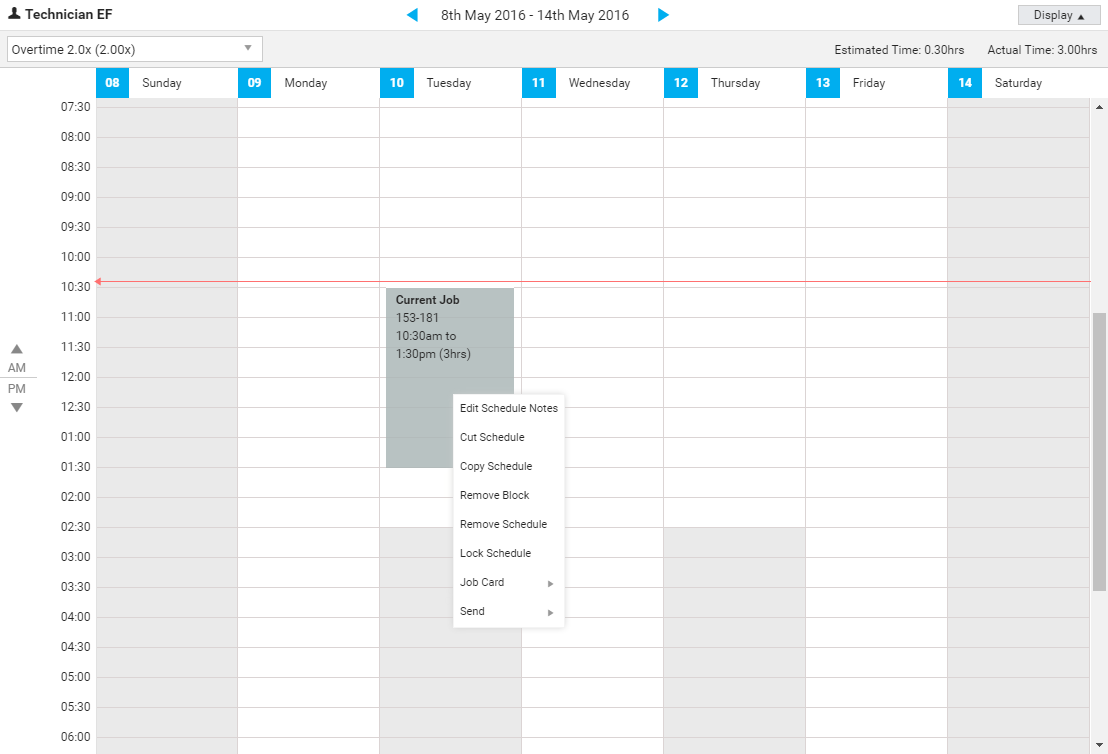 Technician EF
8th May 2016 - 14th May 2016
Display
Overtime 2.0x (2.00x)
Estimated Time: 0.30hrs
Actual Time: 3.00hrs
08 Sunday
09 Monday
10 Tuesday
11 Wednesday
12 Thursday
13 Friday
14 Saturday
07:30
08:00
08:30
09:00
09:30
10:00
10:30
11:00
11:30
12:00
12:30
01:00
01:30
02:00
02:30
03:00
03:30
04:00
04:30
05:00
05:30
06:00
AM
PM
Current Job
153-181
10:30am to
1:30pm (3hrs)
Edit Schedule Notes
Cut Schedule
Copy Schedule
Remove Block
Remove Schedule
Lock Schedule
Job Card
Send